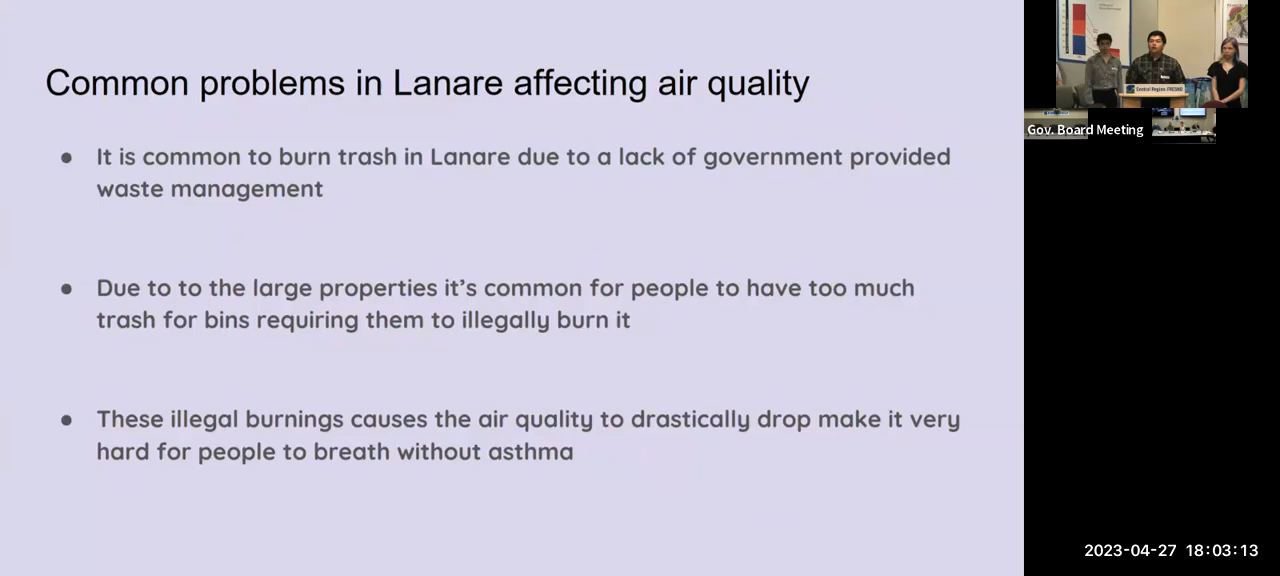 Common problems in Lanare affecting air quality
● It is common to burn trash in Lanare due to a lack of government provided
waste management
● Due to to the large properties it’s common for people to have too much
trash for bins requiring them to illegally burn it
● These illegal burnings causes the air quality to drastically drop make it very
hard for people to breath without asthma
Central Region-FRESNO
Gov. Board Meeting
2023-04-27 18:03:13